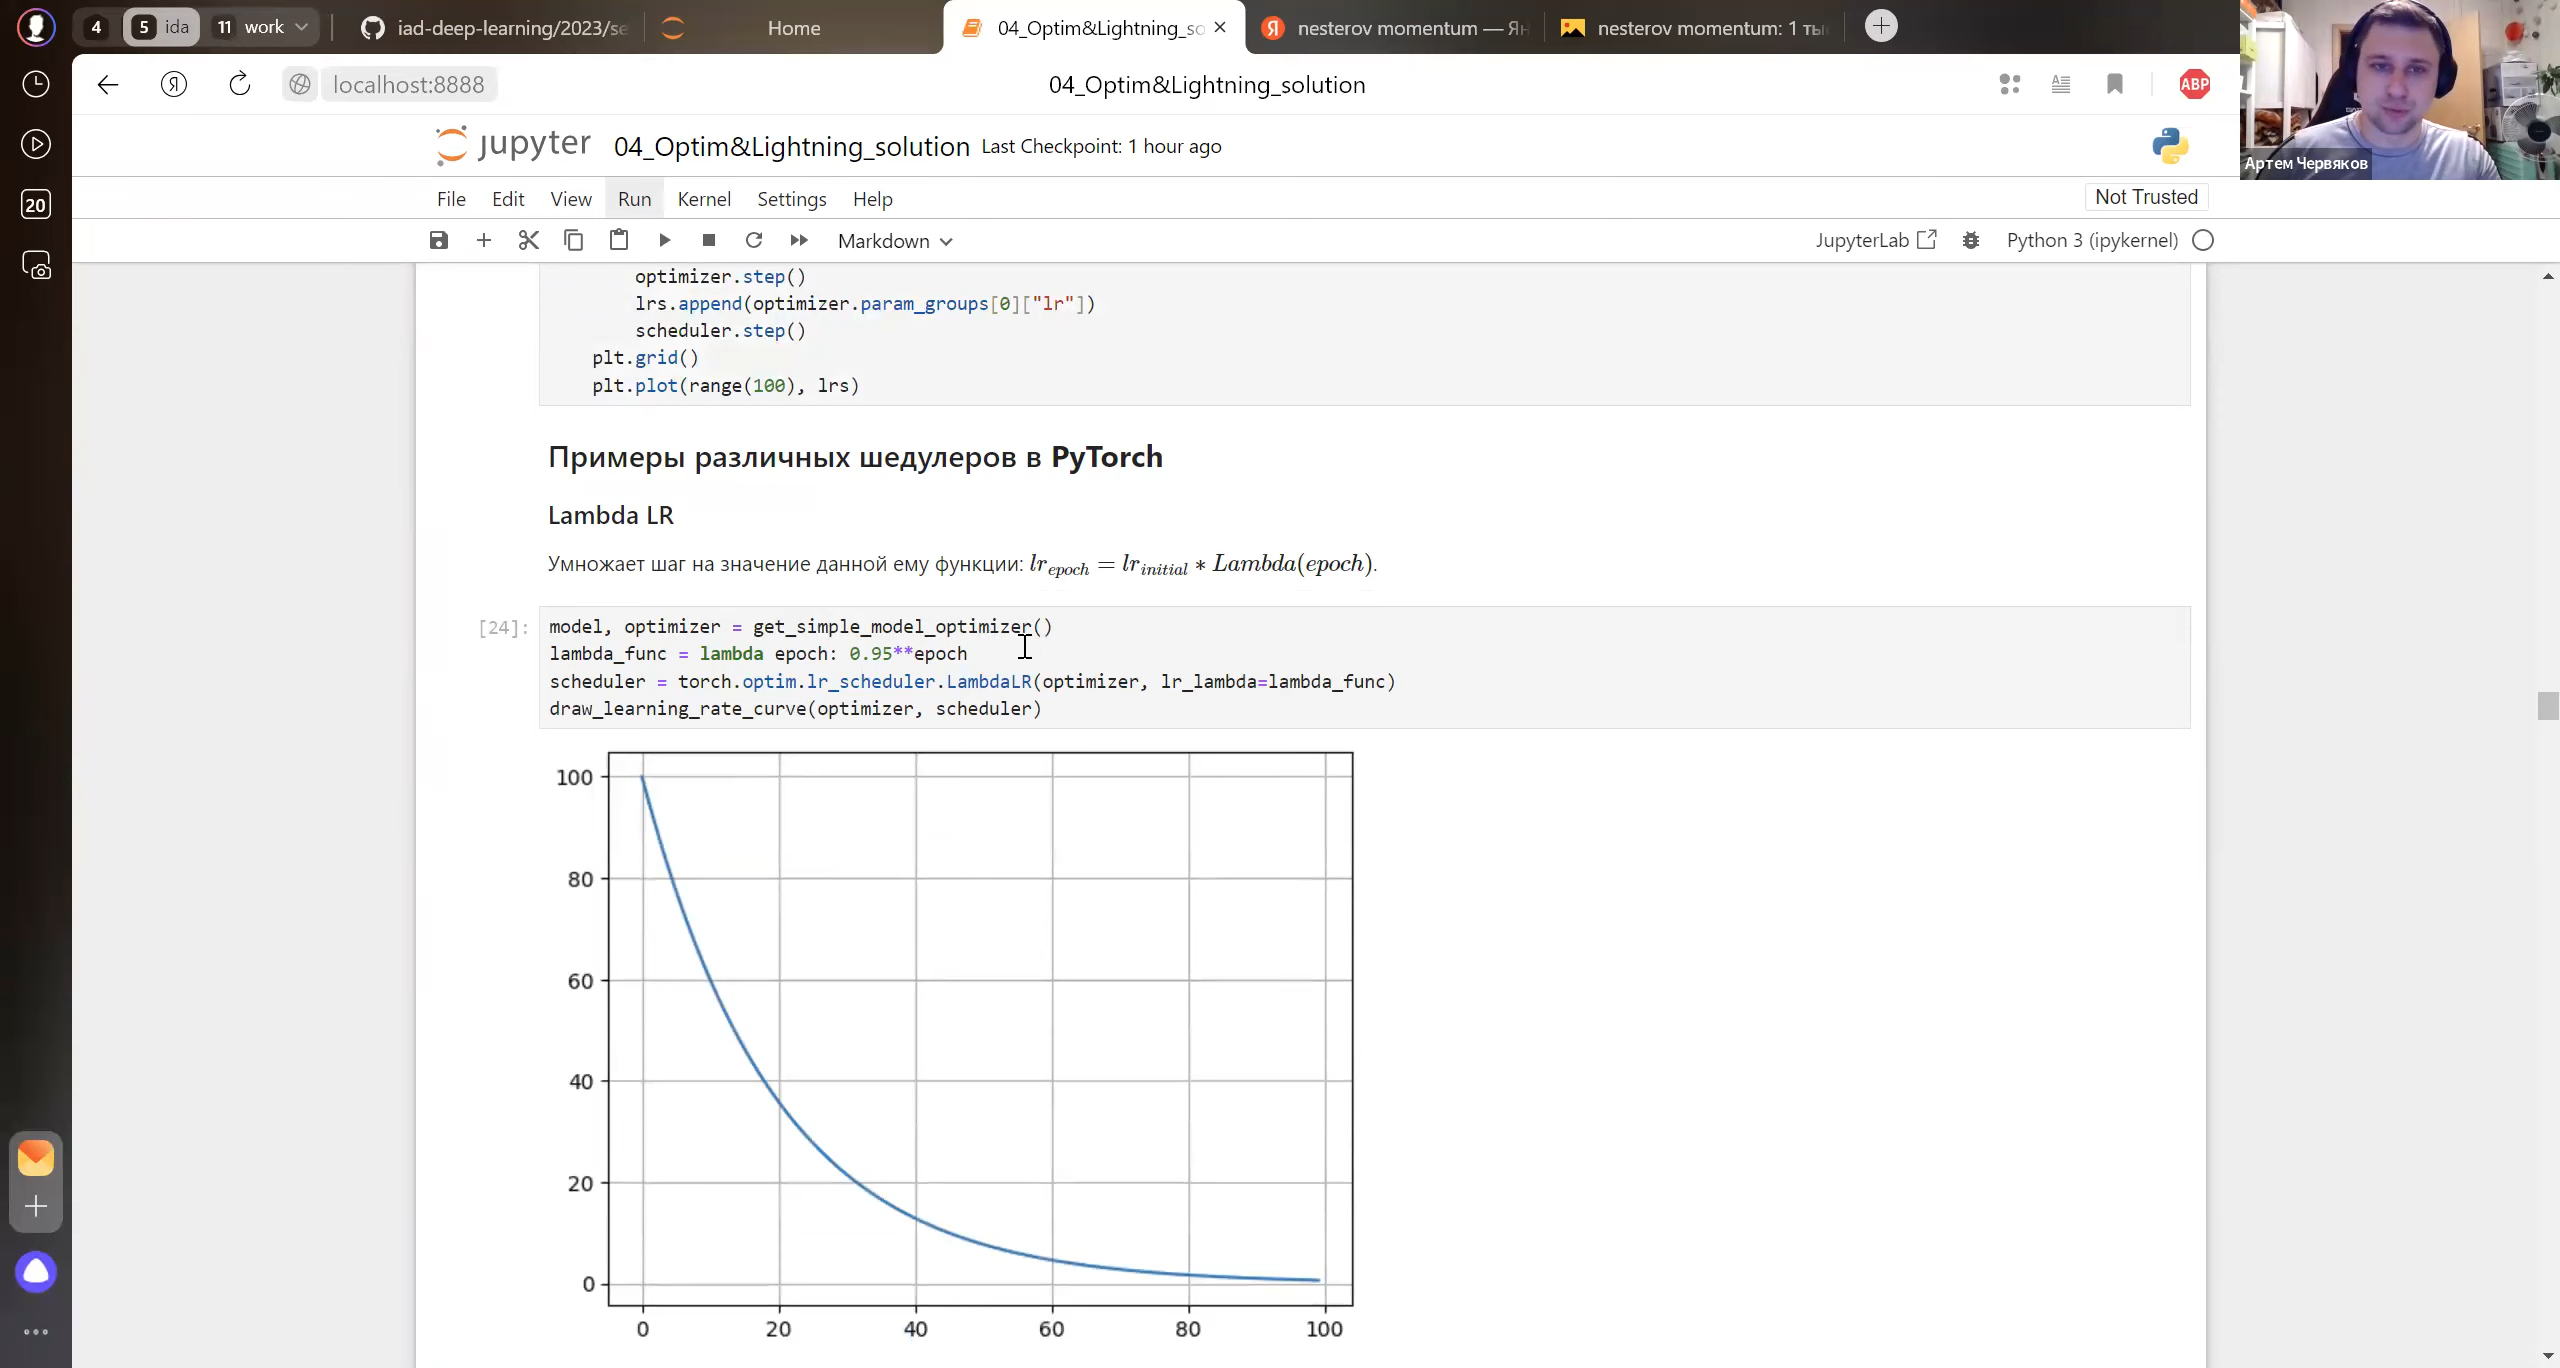 4 5 ida 11 work iad-deep-learning/2023/se Home 04_Optim&Lightning_so nesterov momentum — Ян nesterov momentum: 1 ты
localhost:8888 04_Optim&Lightning_solution ABP
jupyter 04_Optim&Lightning_solution Last Checkpoint: 1 hour ago
Артем Червяков
File Edit View Run Kernel Settings Help Not Trusted
20
Markdown JupyterLab Python 3 (ipykernel)
optimizer.step()
lrs.append(optimizer.param_groups[0]["lr"])
scheduler.step()
plt.grid()
plt.plot(range(100), lrs)
Примеры различных шедулеров в PyTorch
Lambda LR
Умножает шаг на значение данной ему функции: lr_epoch = lr_initial * Lambda(epoch).
[24]: model, optimizer = get_simple_model_optimizer()
lambda_func = lambda epoch: 0.95**epoch
scheduler = torch.optim.lr_scheduler.LambdaLR(optimizer, lr_lambda=lambda_func)
draw_learning_rate_curve(optimizer, scheduler)
100
80
60
40
20
0
0 20 40 60 80 100